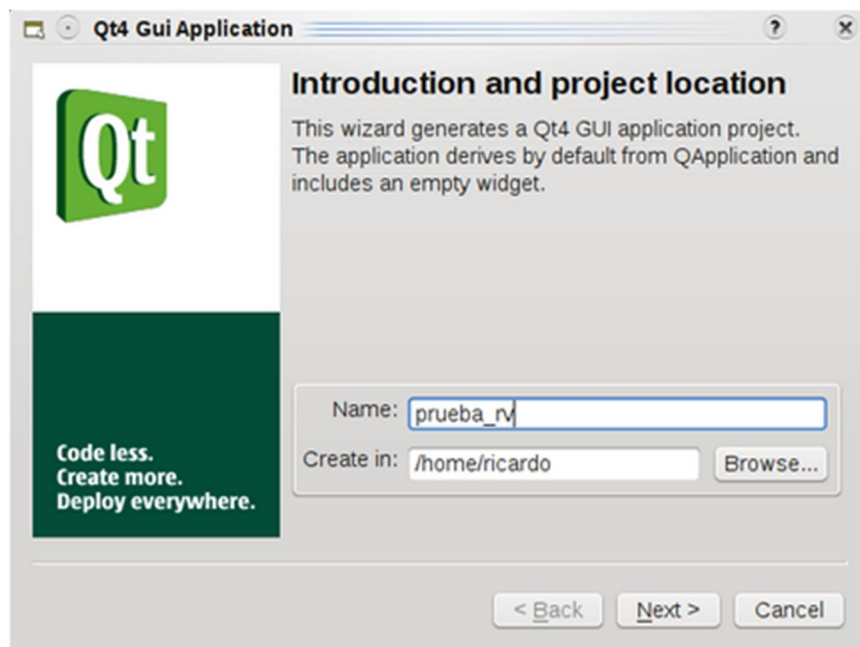 Qt4 Gui Application
Qt
Introduction and project location
This wizard generates a Qt4 GUI application project.
The application derives by default from QApplication and
includes an empty widget.
Name: prueba_rv
Create in: /home/ricardo Browse...
Code less.
Create more.
Deploy everywhere.
< Back Next > Cancel